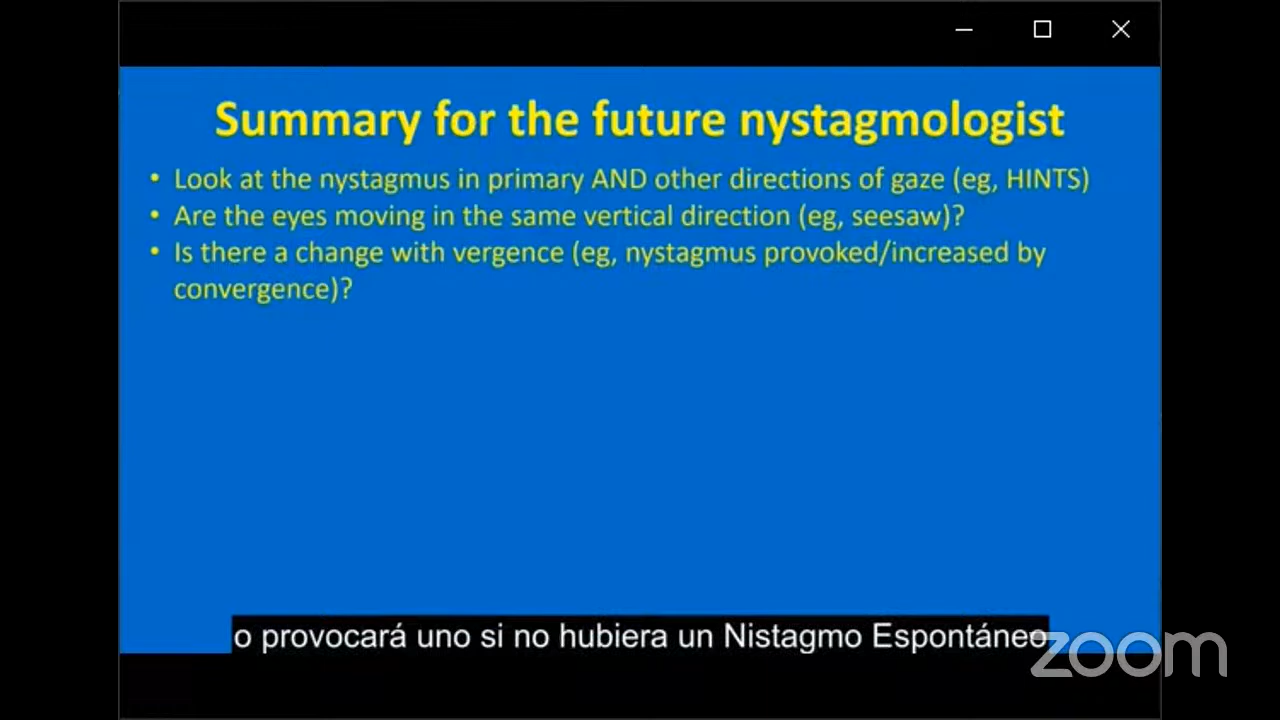 Summary for the future nystagmologist
• Look at the nystagmus in primary AND other directions of gaze (eg, HINTS)
• Are the eyes moving in the same vertical direction (eg, seesaw)?
• Is there a change with vergence (eg, nystagmus provoked/increased by
convergence)?
o provocará uno si no hubiera un Nistagmo Espontáneo
zoom